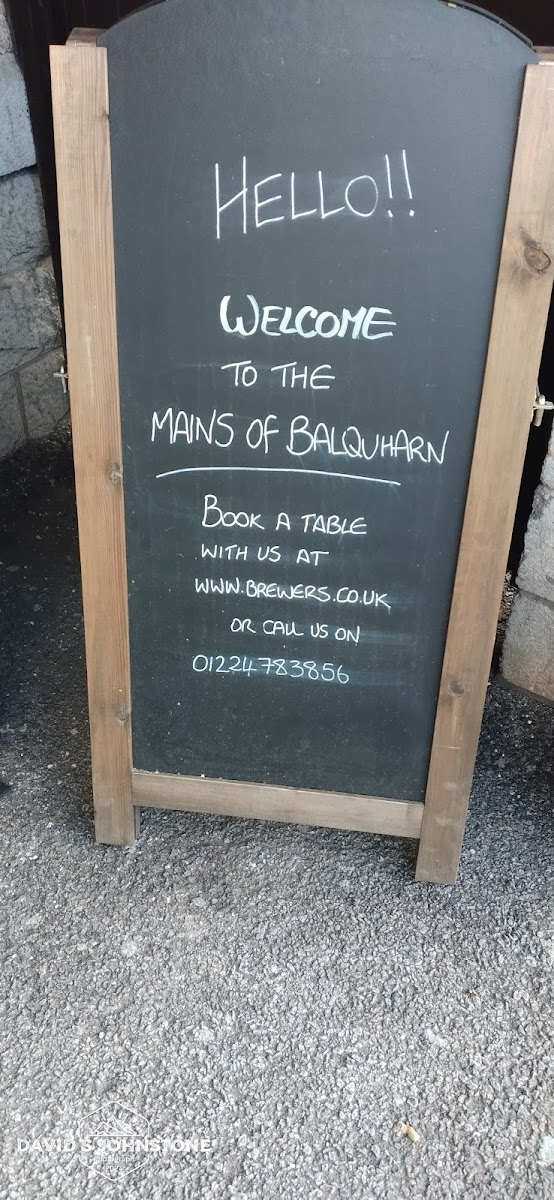 HELLO!!
WELCOME
TO THE
MAINS OF BALQUHARN
BOOK A TABLE
WITH US AT
WWW.BREWERS.CO.UK
OR CALL US ON
01224783856
DAVID S JOHNSTONE